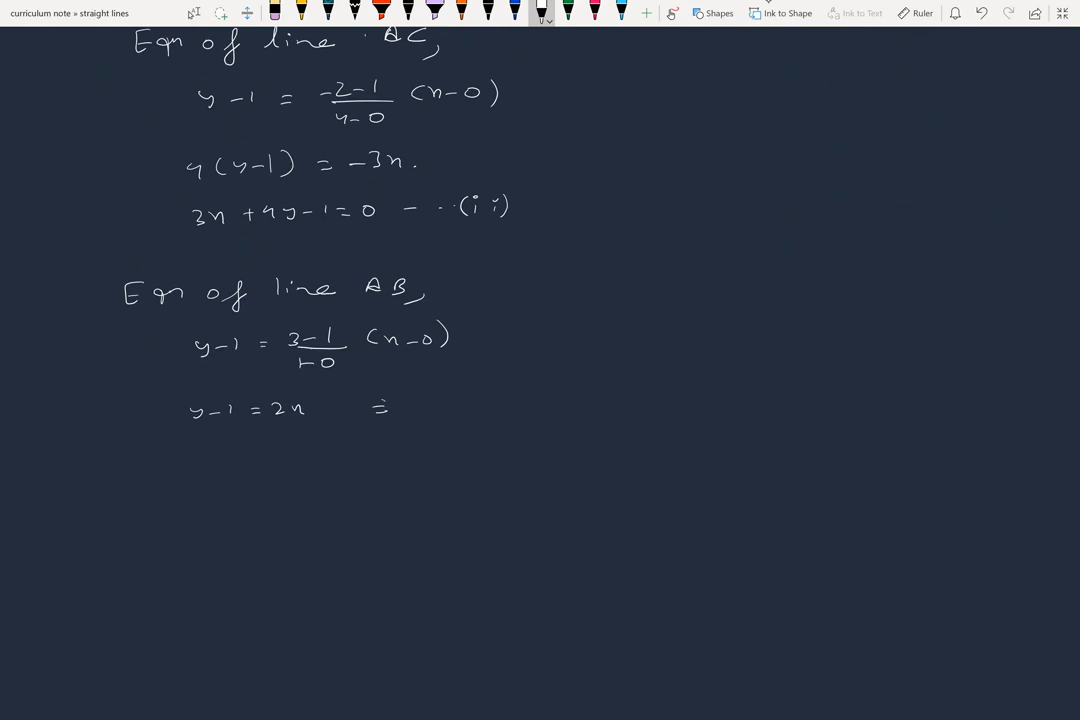 curriculum note » straight lines
Shapes Ink to Shape Ink to Text Ruler
Eqn of line AC,
y-1 = \frac{-2-1}{4-0} (x-0)
4(y-1) = -3x.
3x+4y-1=0 - ..(ii)
Eqn of line AB,
y-1 = \frac{3-1}{1-0} (x-0)
y-1 = 2x =